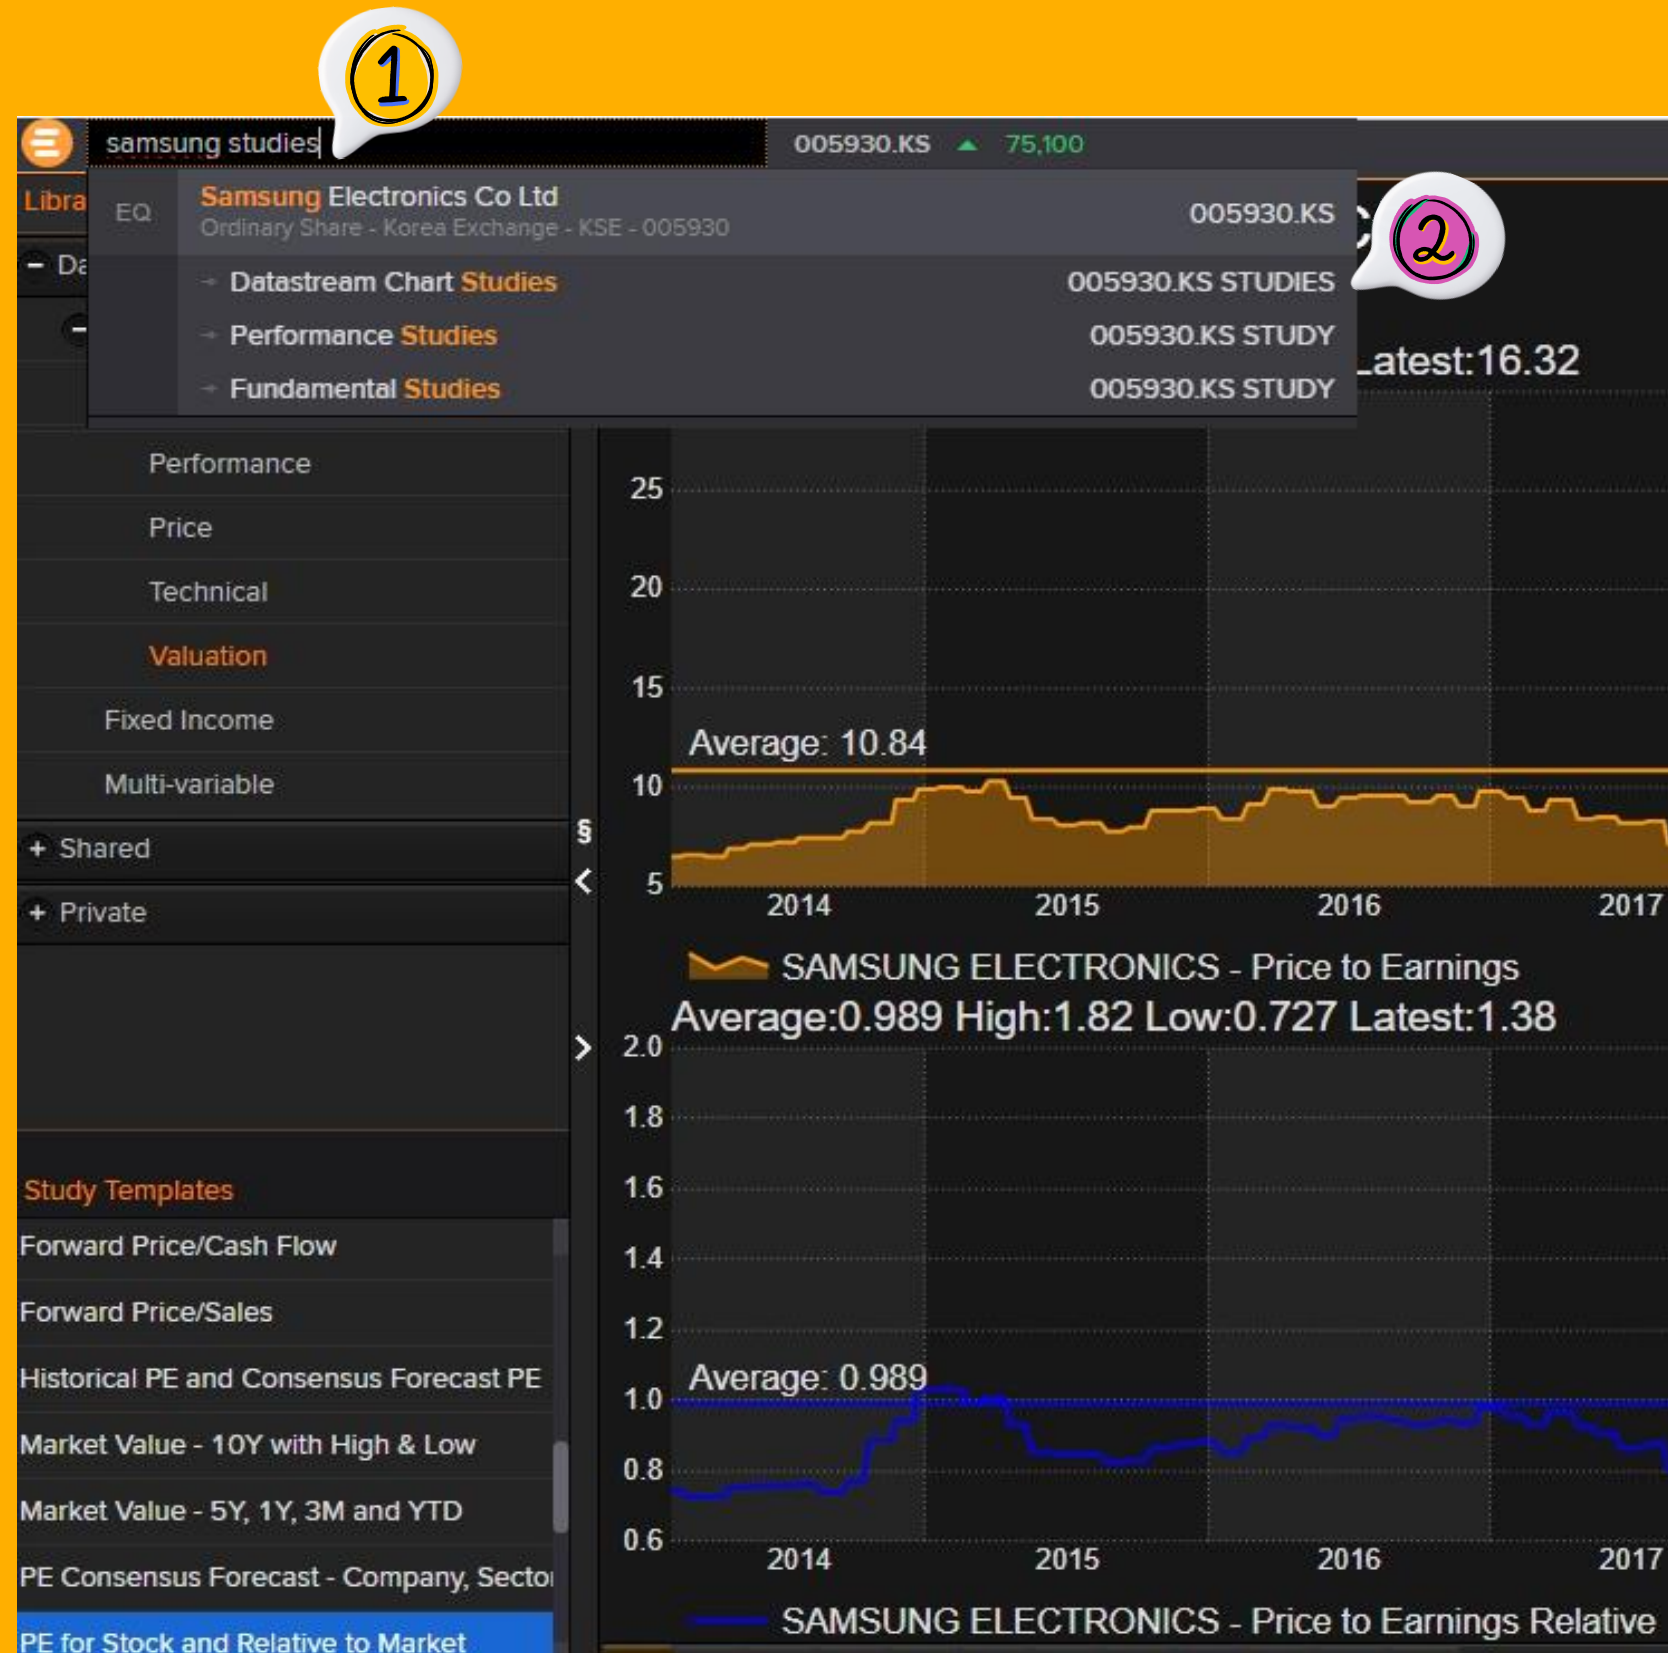 1
samsung studies
005930.KS 75,100
Libra
EQ
Samsung Electronics Co Ltd
Ordinary Share - Korea Exchange - KSE - 005930
005930.KS
2
- Da
→ Datastream Chart Studies 005930.KS STUDIES
→ Performance Studies 005930.KS STUDY
→ Fundamental Studies 005930.KS STUDY
Latest:16.32
Performance
Price
Technical
Valuation
Fixed Income
Multi-variable
+ Shared
+ Private
§
<
>
25
20
15
Average: 10.84
10
5
2014 2015 2016 2017
SAMSUNG ELECTRONICS - Price to Earnings
Average:0.989 High:1.82 Low:0.727 Latest:1.38
2.0
1.8
1.6
1.4
1.2
Average: 0.989
1.0
0.8
0.6
2014 2015 2016 2017
SAMSUNG ELECTRONICS - Price to Earnings Relative
Study Templates
Forward Price/Cash Flow
Forward Price/Sales
Historical PE and Consensus Forecast PE
Market Value - 10Y with High & Low
Market Value - 5Y, 1Y, 3M and YTD
PE Consensus Forecast - Company, Secto
PE for Stock and Relative to Market